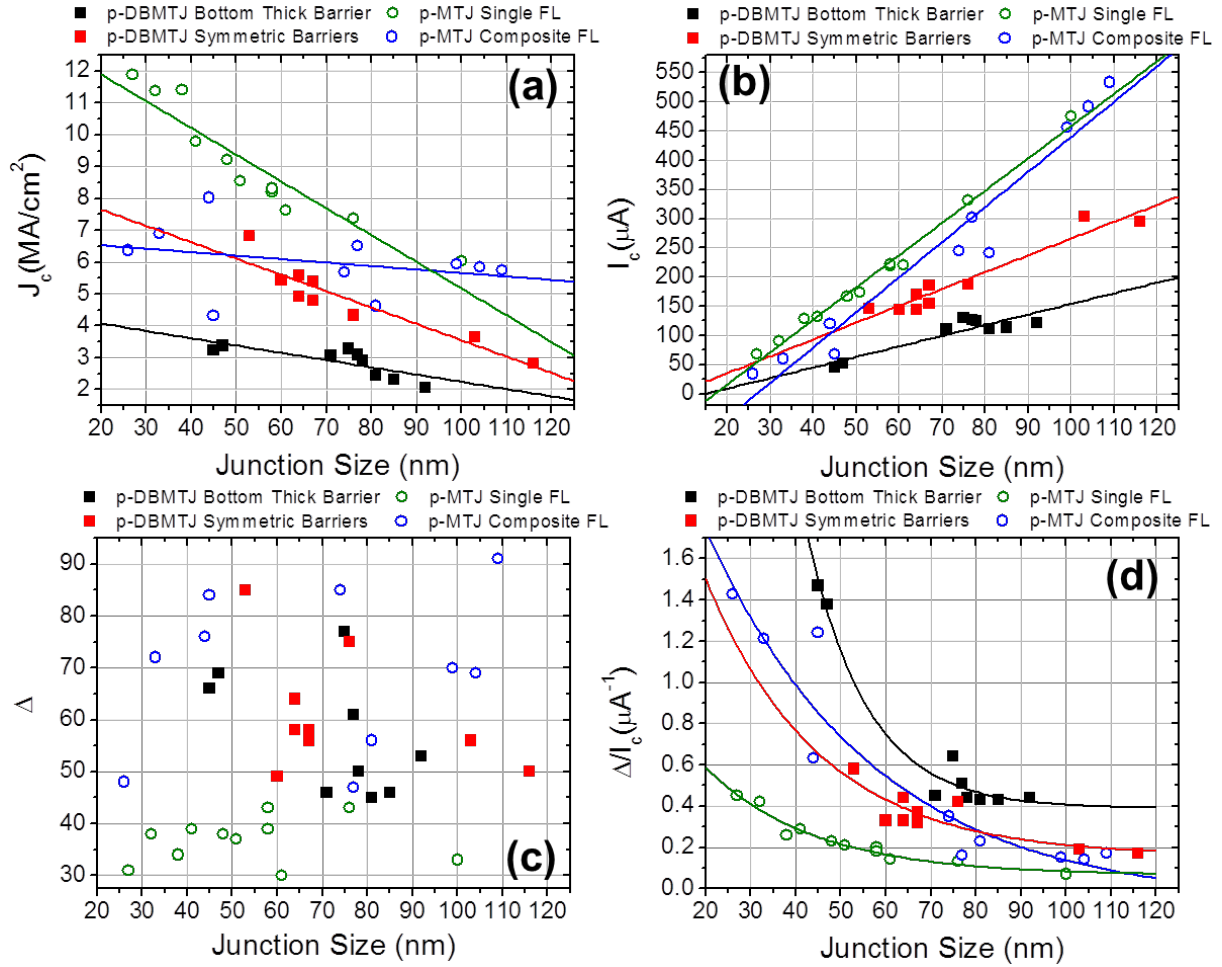 p-DBMTJ Bottom Thick Barrier p-MTJ Single FL
p-DBMTJ Symmetric Barriers p-MTJ Composite FL
(a)
12
11
10
9
8
7
6
5
4
3
2
J_c (MA/cm²)
20 30 40 50 60 70 80 90 100 110 120
Junction Size (nm)
p-DBMTJ Bottom Thick Barrier p-MTJ Single FL
p-DBMTJ Symmetric Barriers p-MTJ Composite FL
(b)
550
500
450
400
350
300
250
200
150
100
50
0
I_c (μA)
20 30 40 50 60 70 80 90 100 110 120
Junction Size (nm)
p-DBMTJ Bottom Thick Barrier p-MTJ Single FL
p-DBMTJ Symmetric Barriers p-MTJ Composite FL
90
80
70
60
50
40
30
Δ
(c)
20 30 40 50 60 70 80 90 100 110 120
Junction Size (nm)
p-DBMTJ Bottom Thick Barrier p-MTJ Single FL
p-DBMTJ Symmetric Barriers p-MTJ Composite FL
(d)
1.6
1.4
1.2
1.0
0.8
0.6
0.4
0.2
0.0
Δ/I_c (μA⁻¹)
20 30 40 50 60 70 80 90 100 110 120
Junction Size (nm)